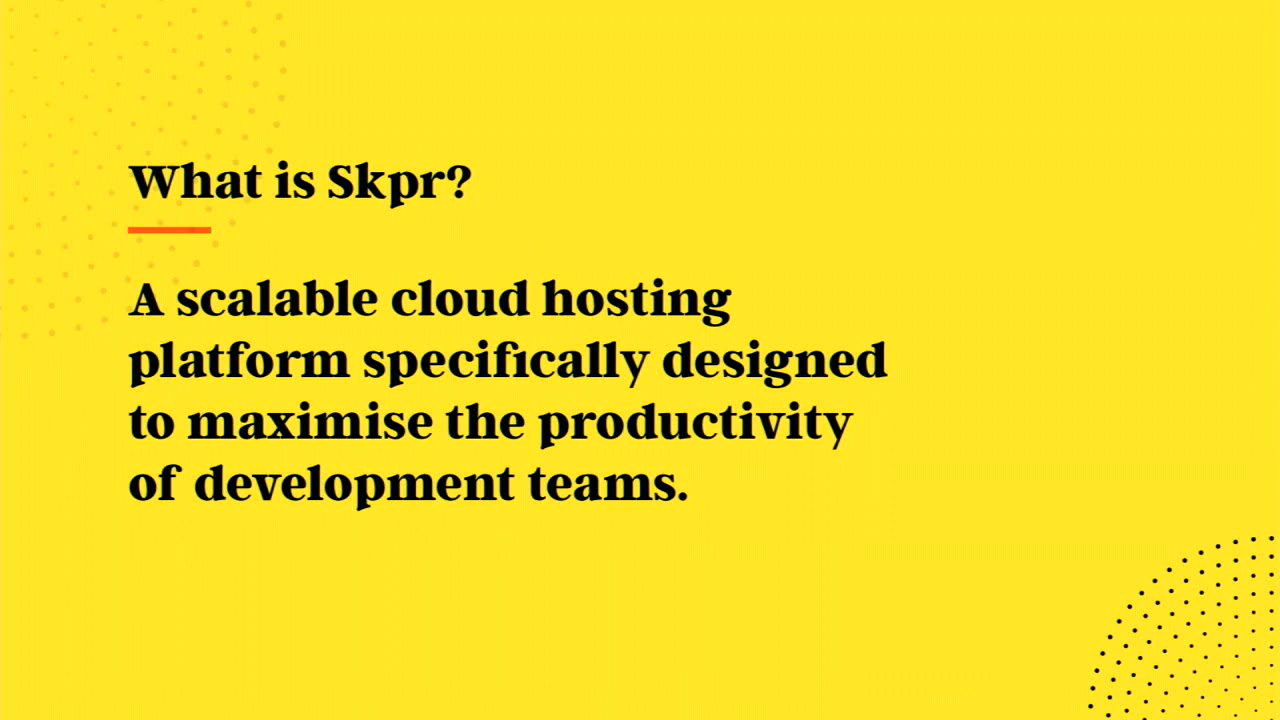 What is Skpr?
A scalable cloud hosting
platform specifically designed
to maximise the productivity
of development teams.